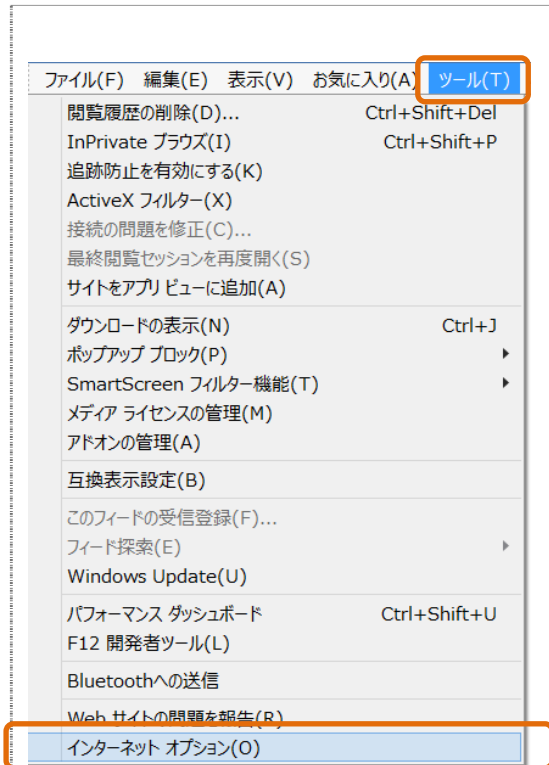 ファイル(F) 編集(E) 表示(V) お気に入り(A) ツール(T)
閲覧履歴の削除(D)... Ctrl+Shift+Del
InPrivate ブラウズ(I) Ctrl+Shift+P
追跡防止を有効にする(K)
ActiveX フィルター(X)
接続の問題を修正(C)...
最終閲覧セッションを再度開く(S)
サイトをアプリ ビューに追加(A)
ダウンロードの表示(N) Ctrl+J
ポップアップ ブロック(P)
SmartScreen フィルター機能(T)
メディア ライセンスの管理(M)
アドオンの管理(A)
互換表示設定(B)
このフィードの受信登録(F)...
フィード探索(E)
Windows Update(U)
パフォーマンス ダッシュボード Ctrl+Shift+U
F12 開発者ツール(L)
Bluetoothへの送信
Web サイトの問題を報告(R)
インターネット オプション(O)